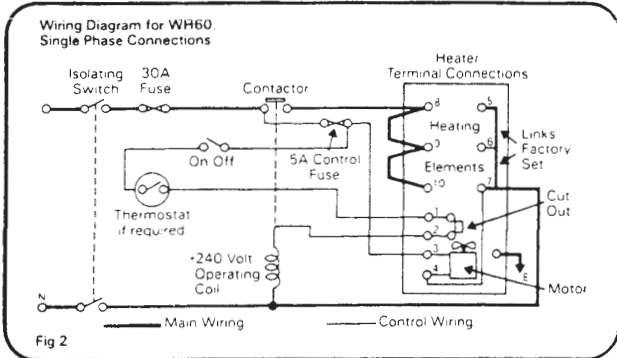 Wiring Diagram for WR60.
Single Phase Connections
Isolating
Switch
30A
Fuse
Contactor
Heater
Terminal Connections
8
5
Heating
9
6
Elements
10
7
Links
Factory
Set
On Off
5A Control
Fuse
Thermostat
if required
1
2
3
4
Cut
Out
Motor
E
240 Volt
Operating
Coil
N
Main Wiring
Control Wiring
Fig 2